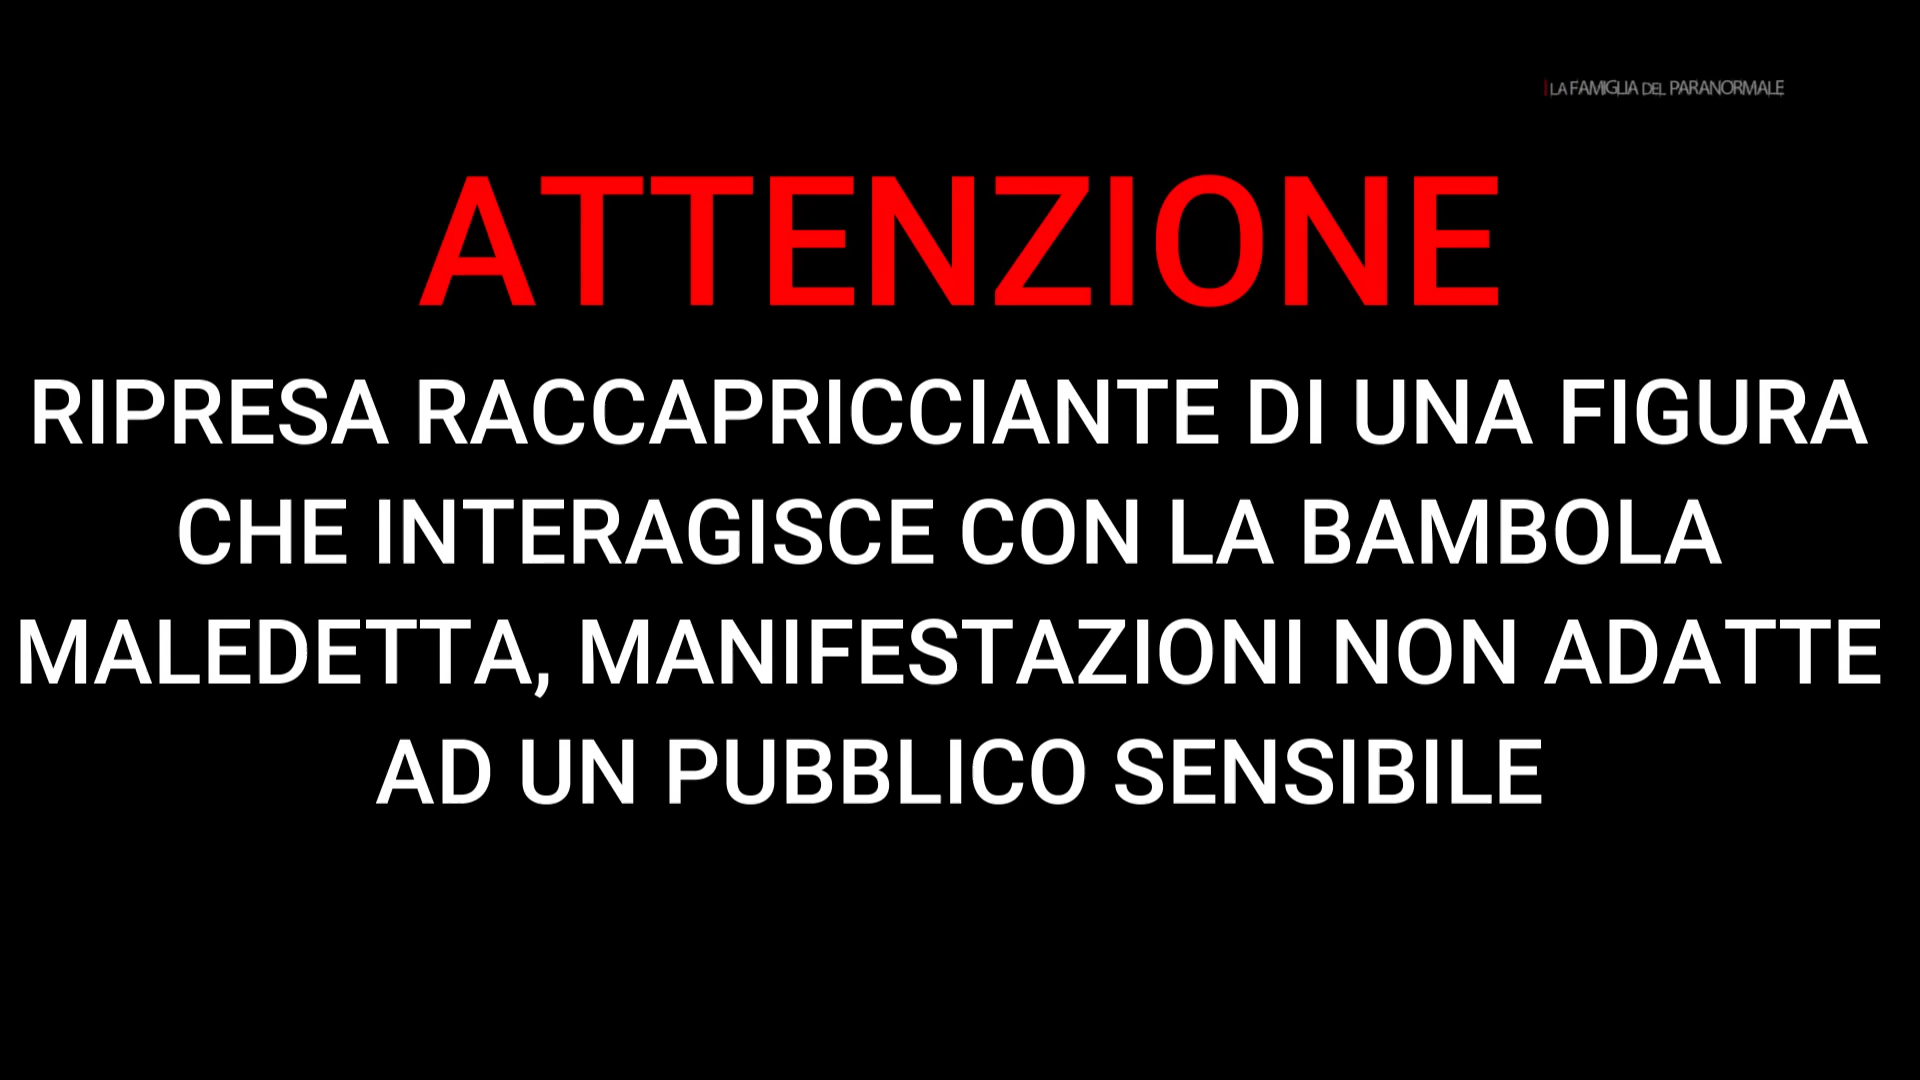 LA FAMIGLIA DEL PARANORMALE
ATTENZIONE
RIPRESA RACCAPRICCIANTE DI UNA FIGURA
CHE INTERAGISCE CON LA BAMBOLA
MALEDETTA, MANIFESTAZIONI NON ADATTE
AD UN PUBBLICO SENSIBILE